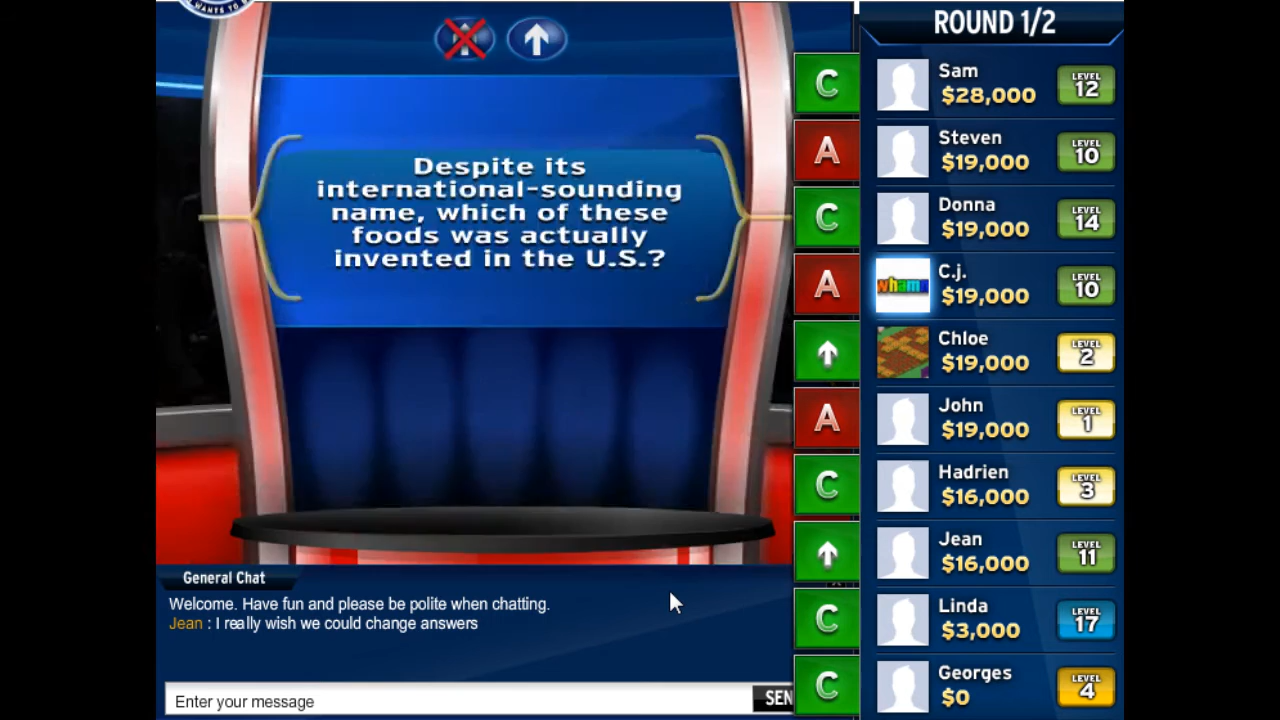 WANTS TO B
ROUND 1/2
Despite its
international-sounding
name, which of these
foods was actually
invented in the U.S.?
C
Sam
$28,000
LEVEL
12
A
Steven
$19,000
LEVEL
10
C
Donna
$19,000
LEVEL
14
A
wham
C.j.
$19,000
LEVEL
10
Chloe
$19,000
LEVEL
2
A
John
$19,000
LEVEL
1
C
Hadrien
$16,000
LEVEL
3
Jean
$16,000
LEVEL
11
C
Linda
$3,000
LEVEL
17
C
Georges
$0
LEVEL
4
General Chat
Welcome. Have fun and please be polite when chatting.
Jean : I really wish we could change answers
Enter your message
SEN